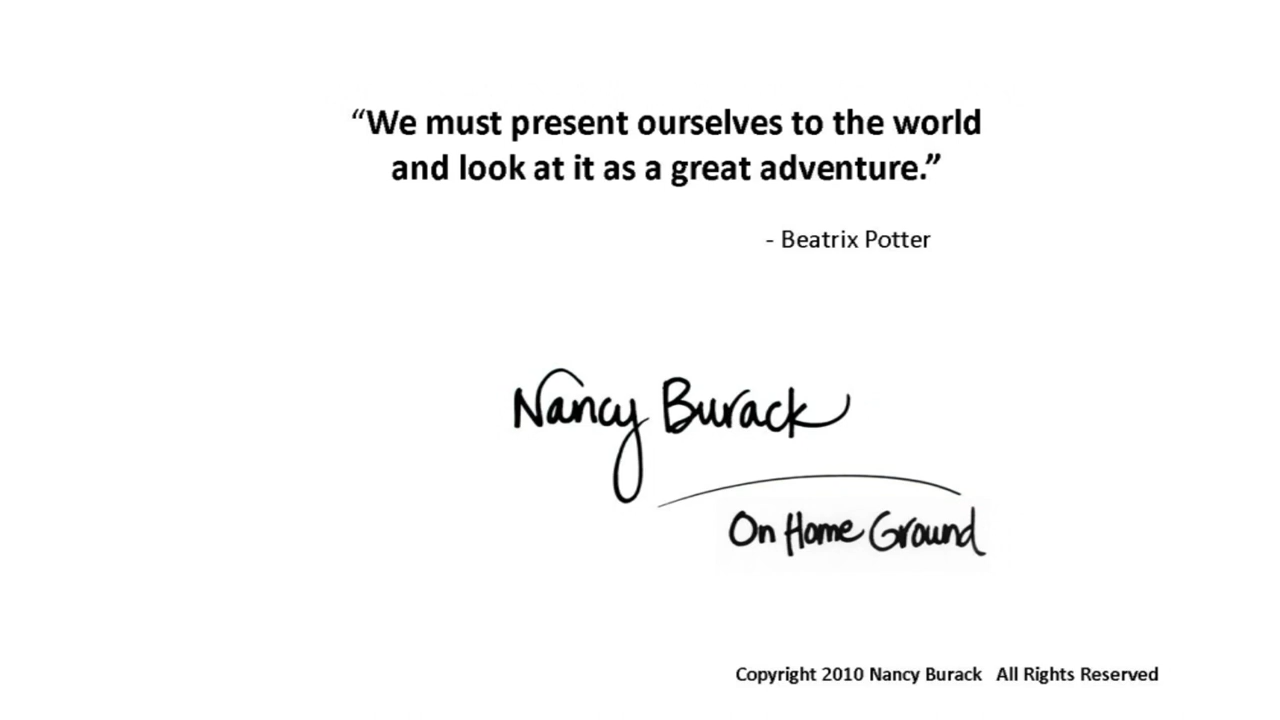 “We must present ourselves to the world
and look at it as a great adventure.”
- Beatrix Potter
Nancy Burack
On Home Ground
Copyright 2010 Nancy Burack All Rights Reserved